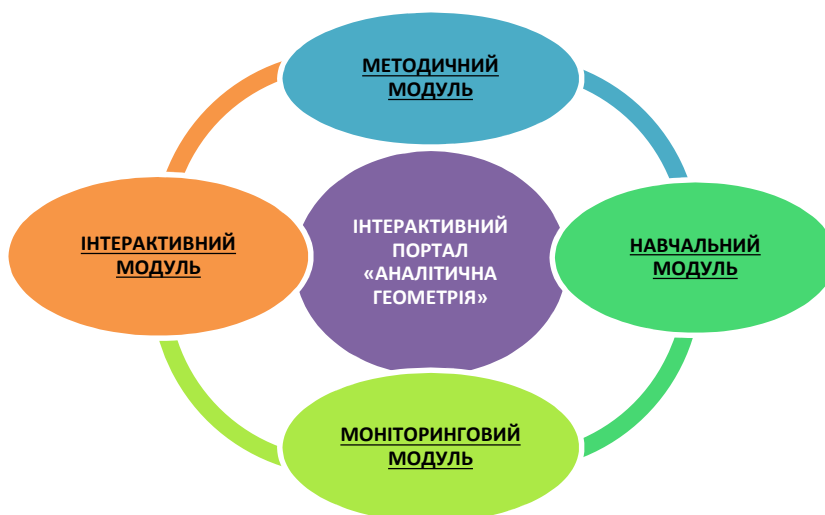 МЕТОДИЧНИЙ
МОДУЛЬ
ІНТЕРАКТИВНИЙ
ПОРТАЛ
«АНАЛІТИЧНА
ГЕОМЕТРІЯ»
ІНТЕРАКТИВНИЙ
МОДУЛЬ
НАВЧАЛЬНИЙ
МОДУЛЬ
МОНІТОРИНГОВИЙ
МОДУЛЬ